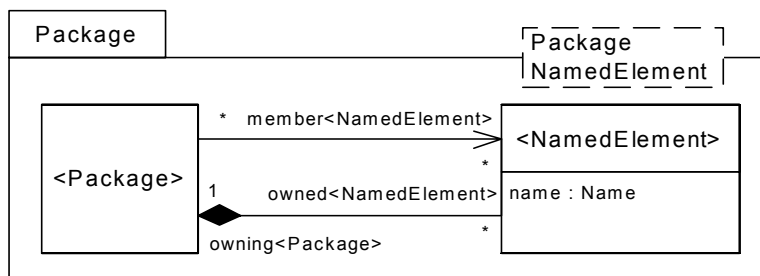 Package
Package
NamedElement
* member<NamedElement>
<NamedElement>
*
<Package>
1
owned<NamedElement>
name : Name
*
owning<Package>